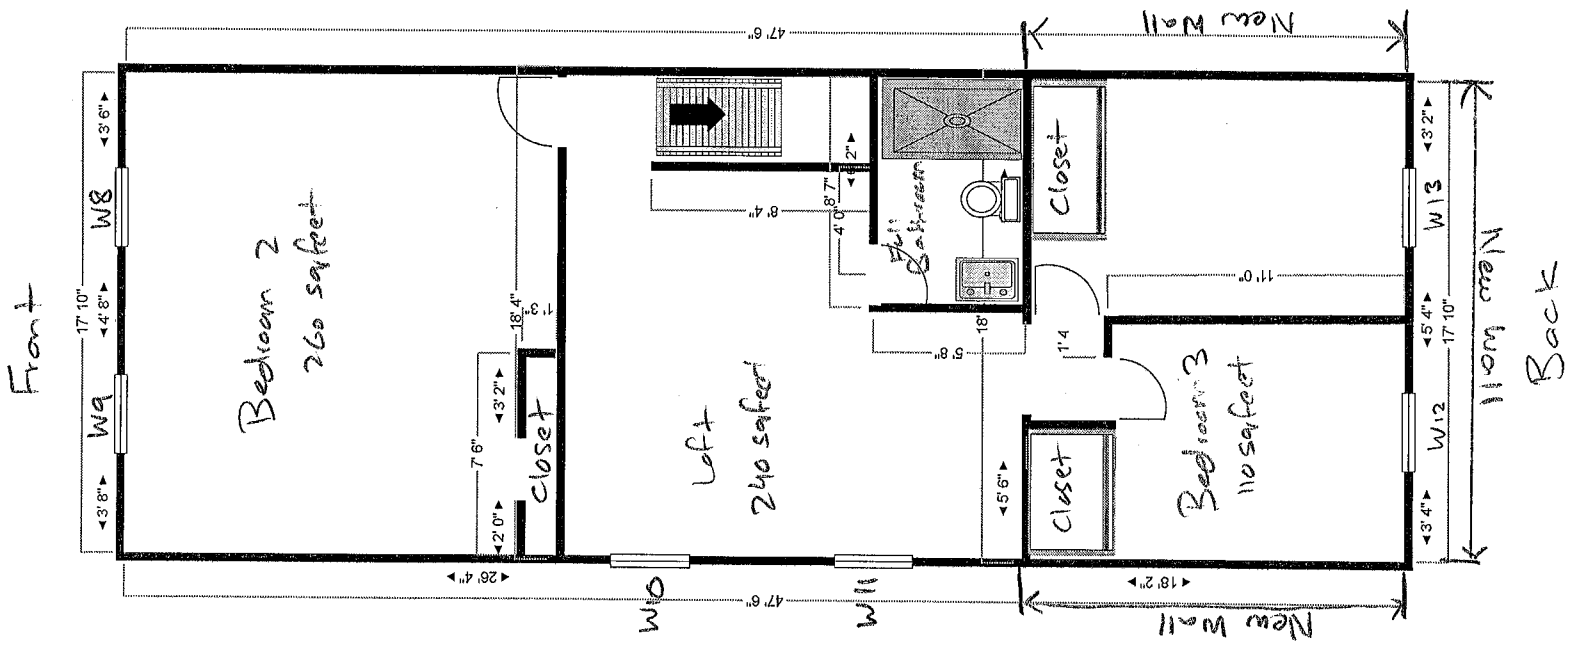 47' 6"
New Wall
Front
17' 10"
◄3' 6"►
W8
◄4' 8"►
W9
◄3' 8"►
Bedroom 2
260 sqfeet
18' 4"
1' 3"
7' 6"
◄3' 2"►
◄2' 0"►
Closet
◄26' 4"►
8' 4"
8' 7"
4' 0"
2"►
Full
Bathroom
Loft
240 sqfeet
5' 8"
18'
◄5' 6"►
W10
W11
47' 6"
Closet
11' 0"
1' 4
Closet
Bedroom 3
110 sqfeet
◄18' 2"►
New Wall
◄3' 2"►
W13
◄5' 4"►
17' 10"
W12
◄3' 4"►
New Wall
Back